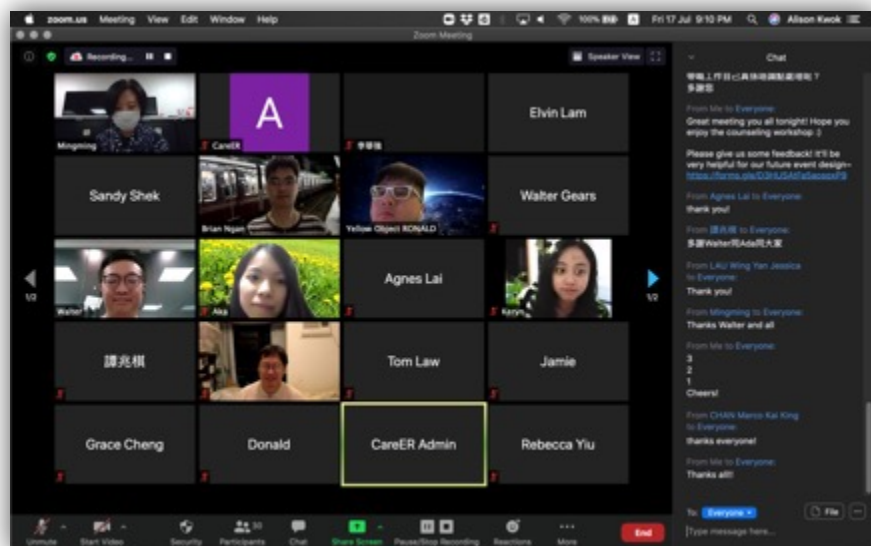 zoom.us Meeting View Edit Window Help
100% Fri 17 Jul 9:10 PM Alison Kwok
Zoom Meeting
Recording...
Speaker View
Chat
Mingming
A
CareER
李華強
Elvin Lam
Sandy Shek
Brian Ngan
Yellow Object RONALD
Walter Gears
Walter
Aka
Agnes Lai
Karyn
1/2
1/2
譚兆棋
Tom Law
Jamie
Grace Cheng
Donald
CareER Admin
Rebecca Yiu
多謝您
From Me to Everyone:
Great meeting you all tonight! Hope you
enjoy the counseling workshop :)
Please give us some feedback! It'll be
very helpful for our future event design~
From Agnes Lai to Everyone:
thank you!
From 譚兆棋 to Everyone:
多謝Walter同Ada同大家
From LAU Wing Yan Jessica
to Everyone:
Thank you!
From Mingming to Everyone:
Thanks Walter and all
From Me to Everyone:
3
2
1
Cheers!
From CHAN Marco Kai King
to Everyone:
thanks everyone!
From Me to Everyone:
Thanks all!!
To: Everyone
File
Type message here...
Unmute
Start Video
Security
Participants
30
Chat
Share Screen
Pause/Stop Recording
Reactions
More
End